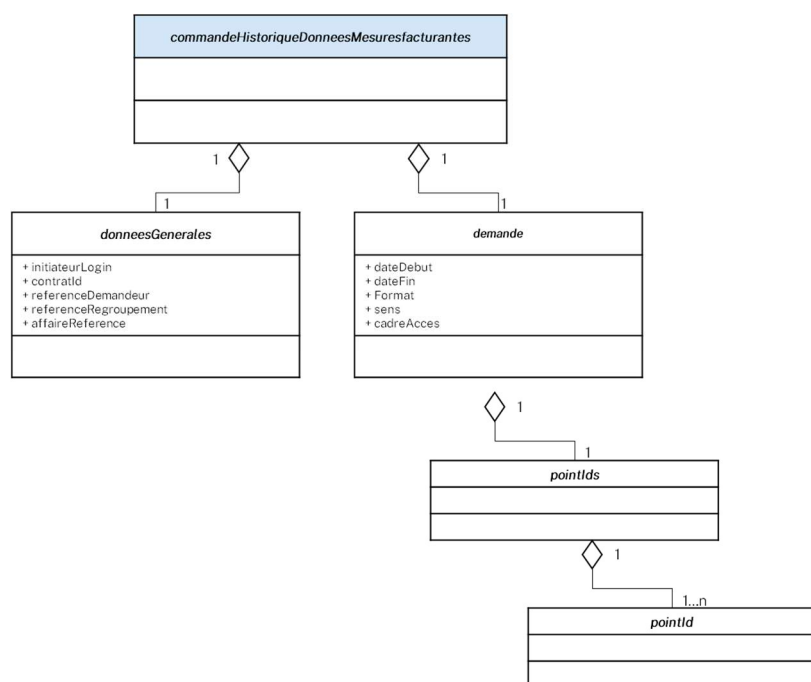 commandeHistoriqueDonneesMesuresfacturantes
1
1
1
1
donneesGenerales
demande
+ initiateurLogin
+ contratId
+ referenceDemandeur
+ referenceRegroupement
+ affaireReference
+ dateDebut
+ dateFin
+ Format
+ sens
+ cadreAcces
1
1
pointIds
1
1...n
pointId